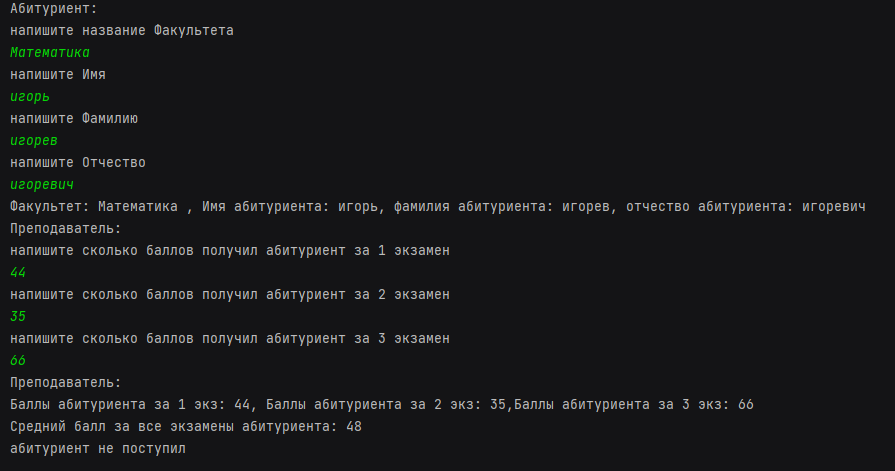 Абитуриент:
напишите название Факультета
Математика
напишите Имя
игорь
напишите Фамилию
игорев
напишите Отчество
игоревич
Факультет: Математика , Имя абитуриента: игорь, фамилия абитуриента: игорев, отчество абитуриента: игоревич
Преподаватель:
напишите сколько баллов получил абитуриент за 1 экзамен
44
напишите сколько баллов получил абитуриент за 2 экзамен
35
напишите сколько баллов получил абитуриент за 3 экзамен
66
Преподаватель:
Баллы абитуриента за 1 экз: 44, Баллы абитуриента за 2 экз: 35,Баллы абитуриента за 3 экз: 66
Средний балл за все экзамены абитуриента: 48
абитуриент не поступил